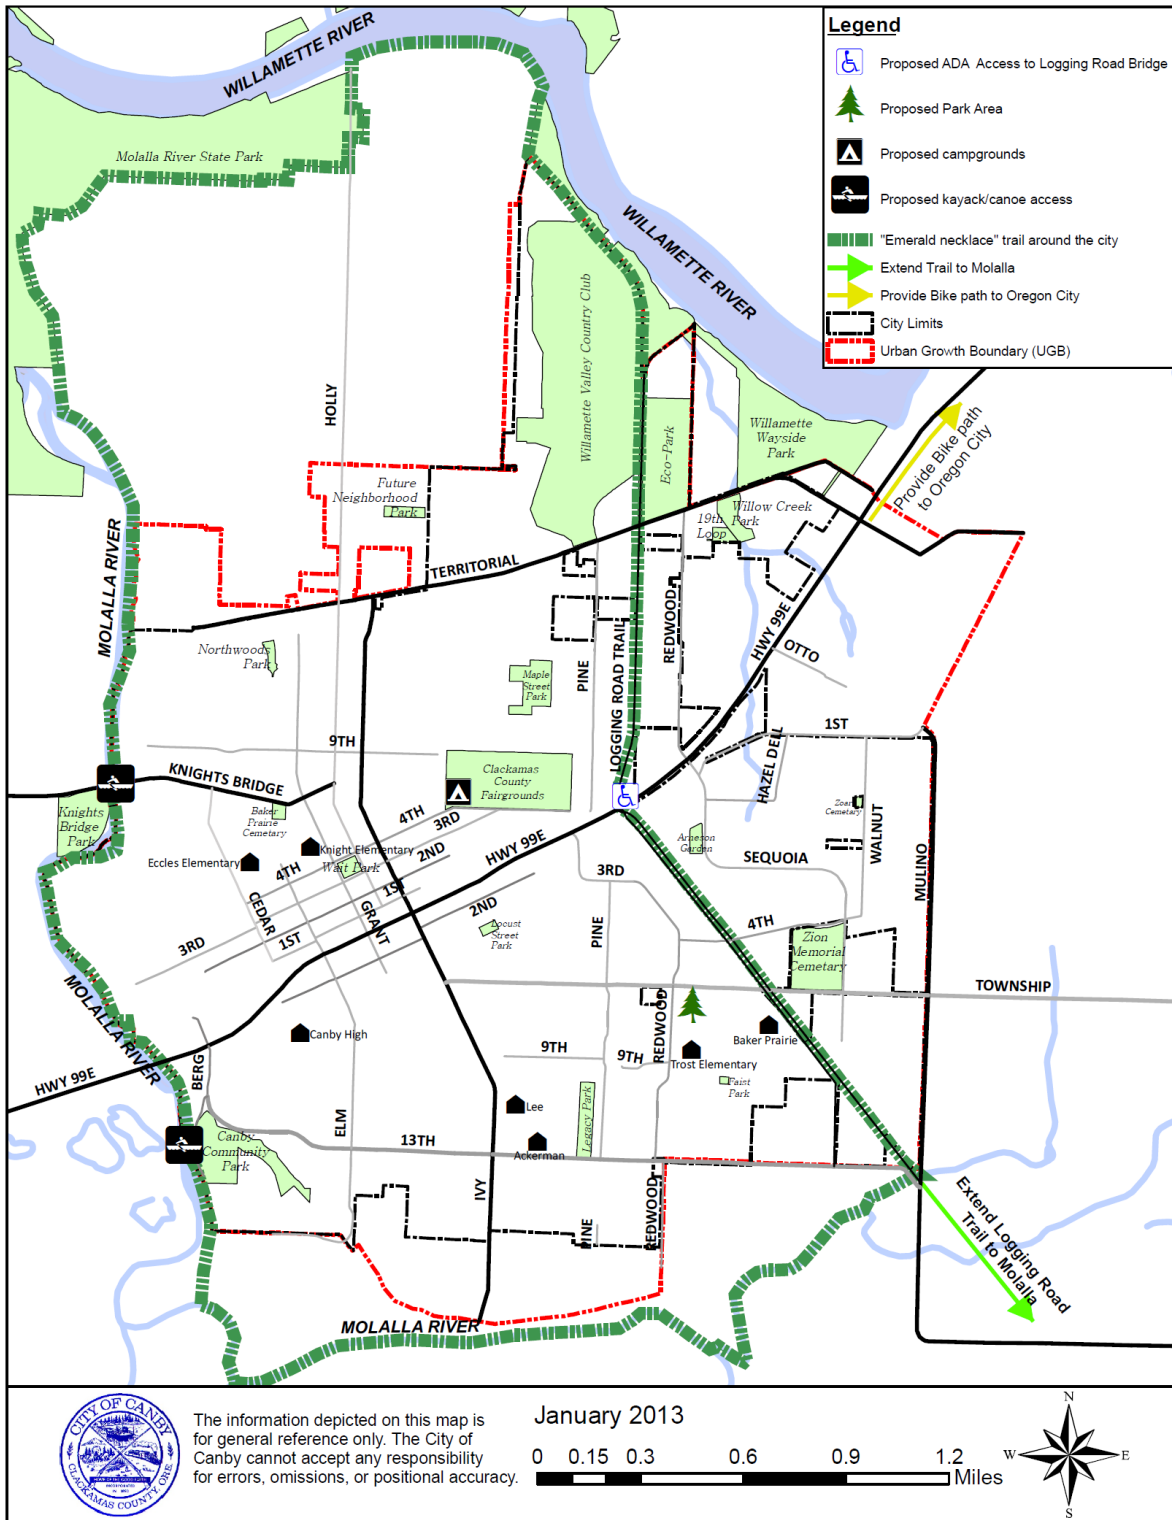 Legend
Proposed ADA Access to Logging Road Bridge
Proposed Park Area
Proposed campgrounds
Proposed kayack/canoe access
"Emerald necklace" trail around the city
Extend Trail to Molalla
Provide Bike path to Oregon City
City Limits
Urban Growth Boundary (UGB)
WILLAMETTE RIVER
Molalla River State Park
WILLAMETTE RIVER
Willamette Valley Country Club
HOLLY
Eco-Park
Willamette
Wayside
Park
Provide Bike path
to Oregon City
Future
Neighborhood
Park
19th
Loop
Willow Creek
Park
MOLALLA RIVER
TERRITORIAL
HWY 99E
OTTO
REDWOOD
PINE
LOGGING ROAD TRAIL
Northwoods
Park
Maple
Street
Park
1ST
9TH
HAZEL DELL
KNIGHTS BRIDGE
Clackamas
County
Fairgrounds
Knights
Bridge
Park
Baker
Prairie
Cemetery
4TH
3RD
2ND
HWY 99E
Zoar
Cemetary
WALNUT
Arneson
Garden
SEQUOIA
MULINO
Knight Elementary
Eccles Elementary
Wait Park
4TH
1ST
3RD
CEDAR
GRANT
2ND
3RD
1ST
Locust
Street
Park
PINE
4TH
Zion
Memorial
Cemetary
TOWNSHIP
MOLALLA RIVER
Canby High
REDWOOD
Baker Prairie
9TH
9TH
Trost Elementary
HWY 99E
BERG
Faist
Park
Lee
Legacy Park
ELM
13TH
Ackerman
Canby
Community
Park
IVY
PINE
REDWOOD
Extend Logging Road
Trail to Molalla
MOLALLA RIVER
CITY OF CANBY
CLACKAMAS COUNTY, ORE.
The information depicted on this map is
for general reference only. The City of
Canby cannot accept any responsibility
for errors, omissions, or positional accuracy.
January 2013
0 0.15 0.3 0.6 0.9 1.2
Miles
N
W E
S